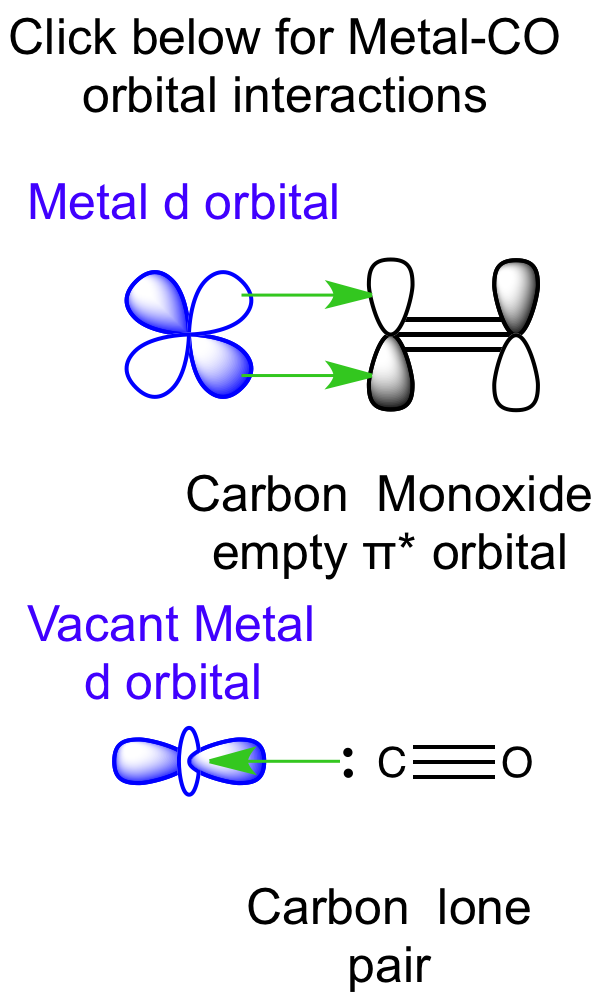 Click below for Metal-CO
orbital interactions
Metal d orbital
Carbon Monoxide
empty π* orbital
Vacant Metal
d orbital
: C≡O
Carbon lone
pair